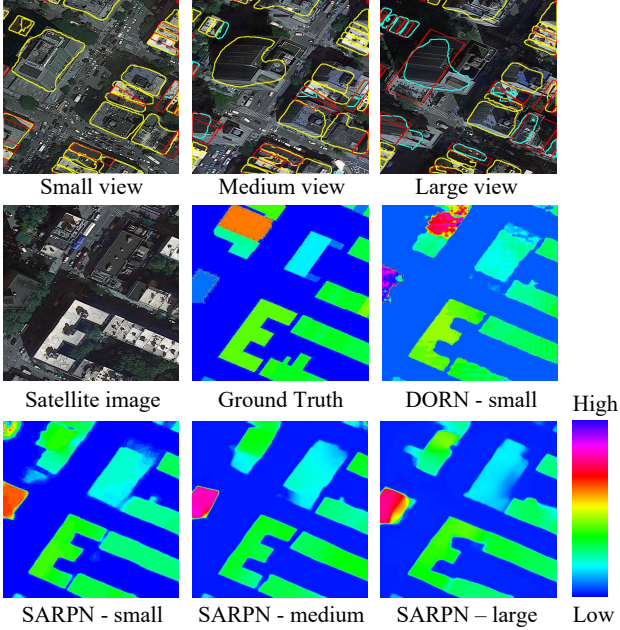 Small view
Medium view
Large view
Satellite image
Ground Truth
DORN - small
High
SARPN - small
SARPN - medium
SARPN – large
Low